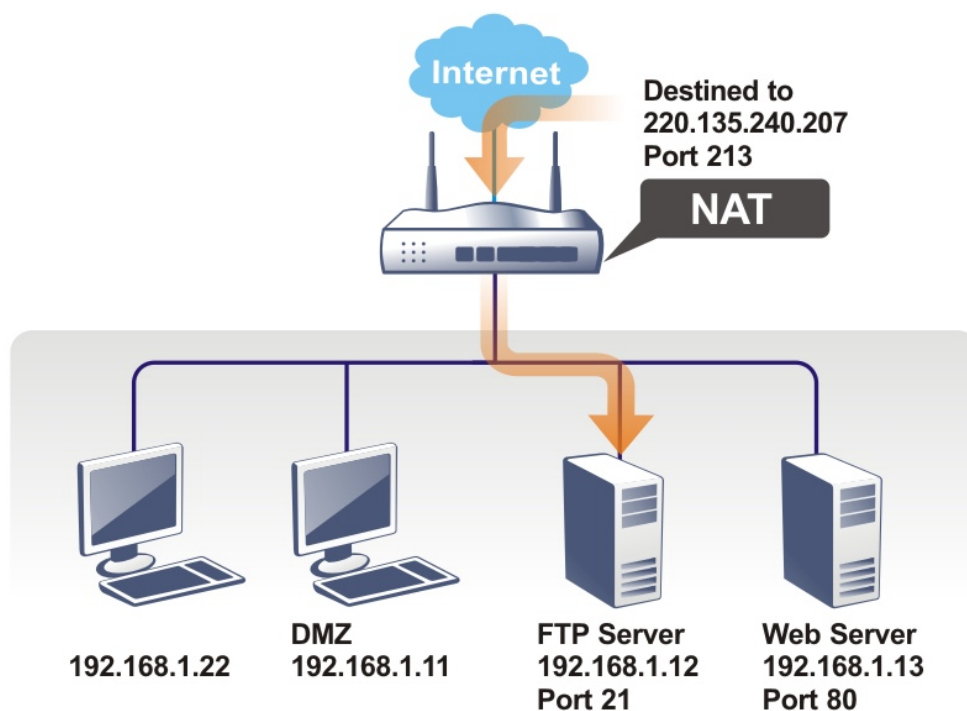 Internet
Destined to
220.135.240.207
Port 213
NAT
192.168.1.22
DMZ
192.168.1.11
FTP Server
192.168.1.12
Port 21
Web Server
192.168.1.13
Port 80